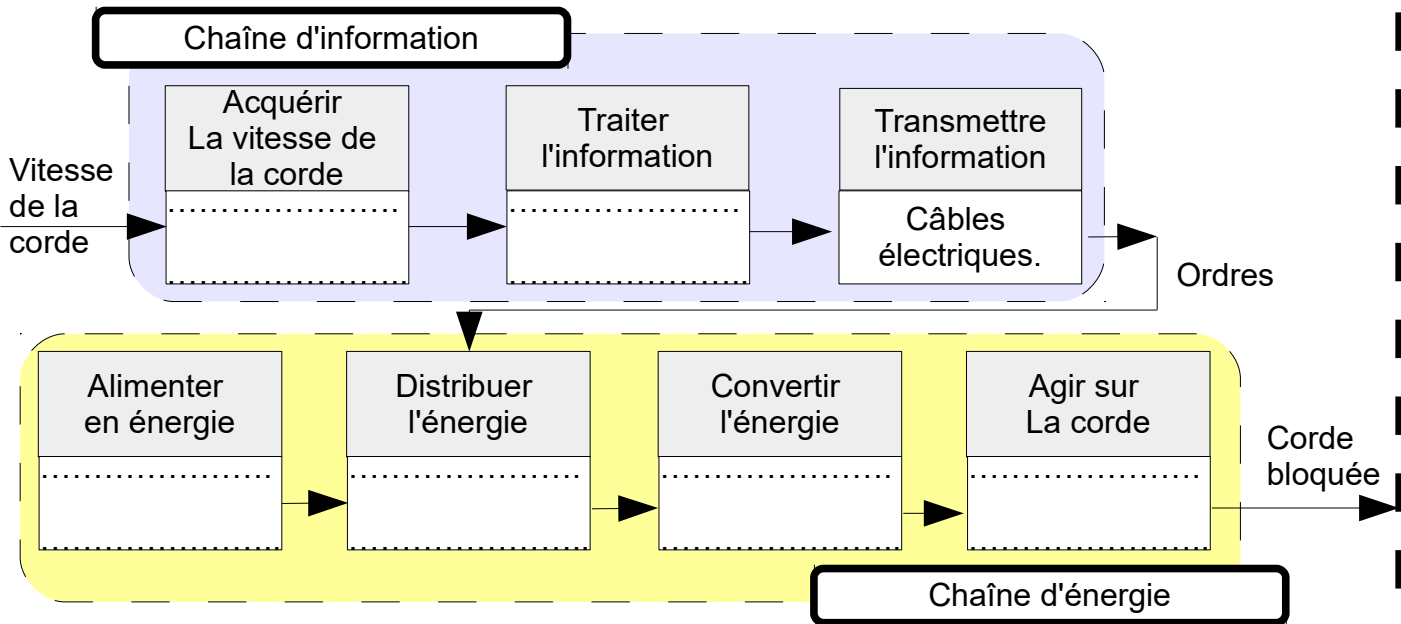 Chaîne d'information
Acquérir
La vitesse de
la corde
Traiter
l'information
Transmettre
l'information
Vitesse
de la
corde
Câbles
électriques.
Ordres
Alimenter
en énergie
Distribuer
l'énergie
Convertir
l'énergie
Agir sur
La corde
Corde
bloquée
Chaîne d'énergie